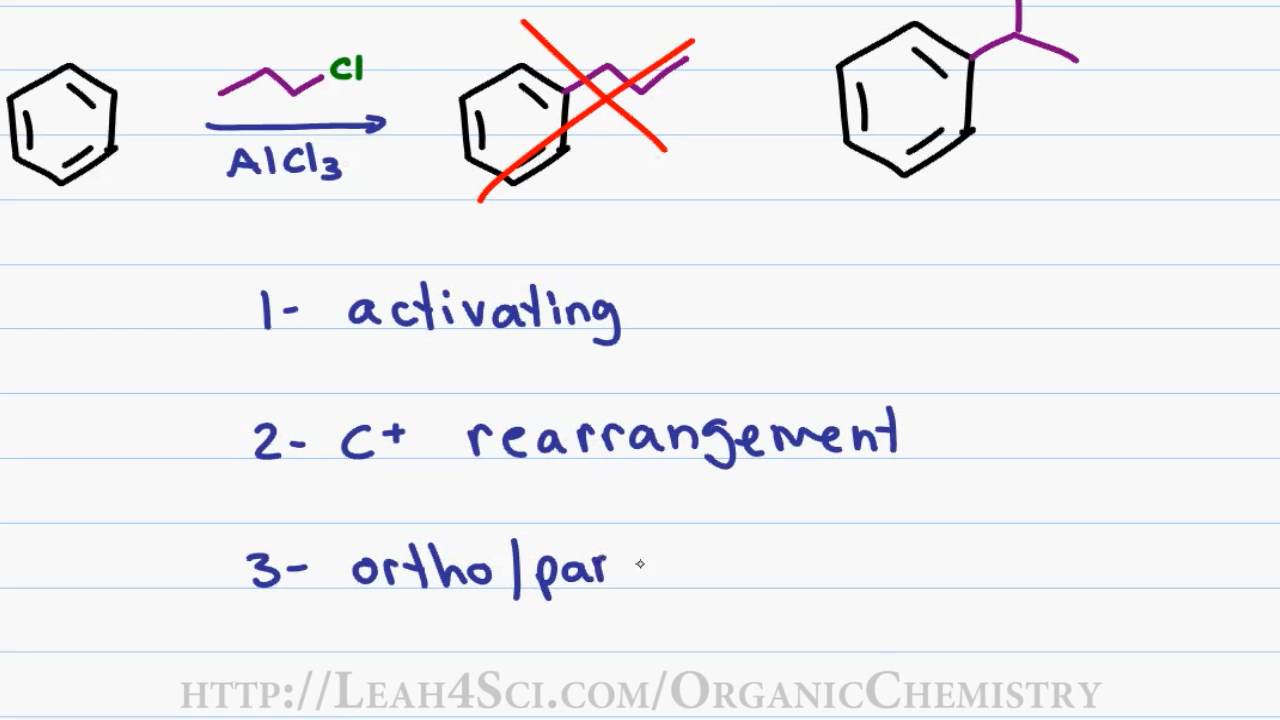 Cl
AlCl3
1- activating
2- C+ rearrangement
3- ortho/par
HTTP://LEAH4SCI.COM/ORGANICCHEMISTRY